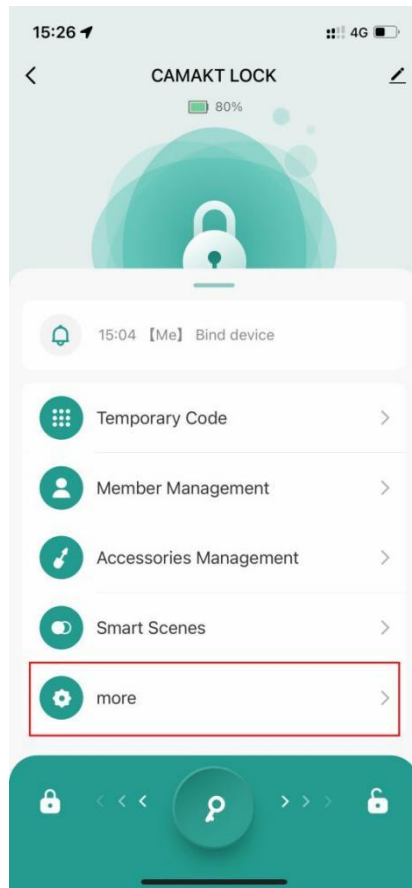 15:26 4G
CAMAKT LOCK
80%
15:04 【Me】 Bind device
Temporary Code
Member Management
Accessories Management
Smart Scenes
more